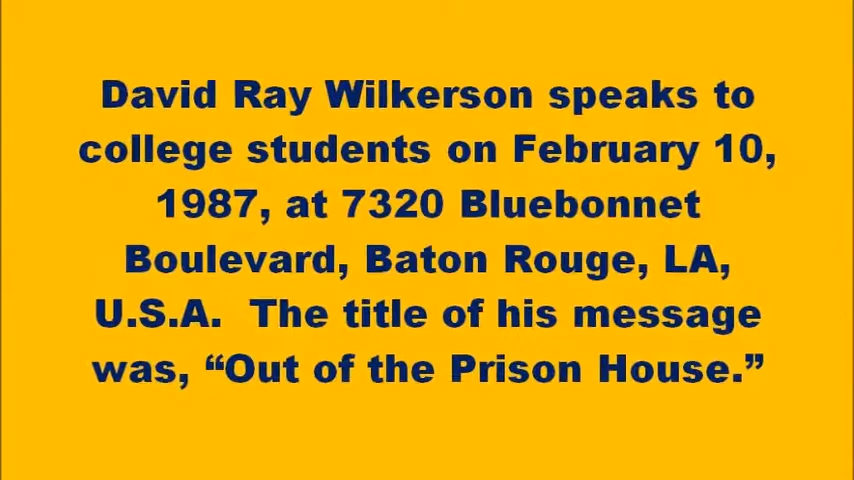 David Ray Wilkerson speaks to
college students on February 10,
1987, at 7320 Bluebonnet
Boulevard, Baton Rouge, LA,
U.S.A.  The title of his message
was, “Out of the Prison House.”